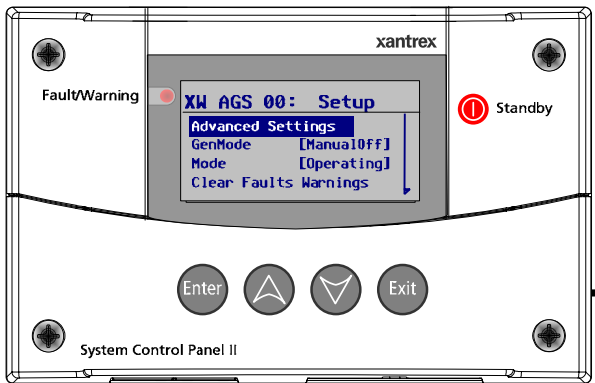 xantrex
Fault/Warning
XW AGS 00: Setup
Standby
Advanced Settings
GenMode [ManualOff]
Mode [Operating]
Clear Faults Warnings
Enter
Exit
System Control Panel II